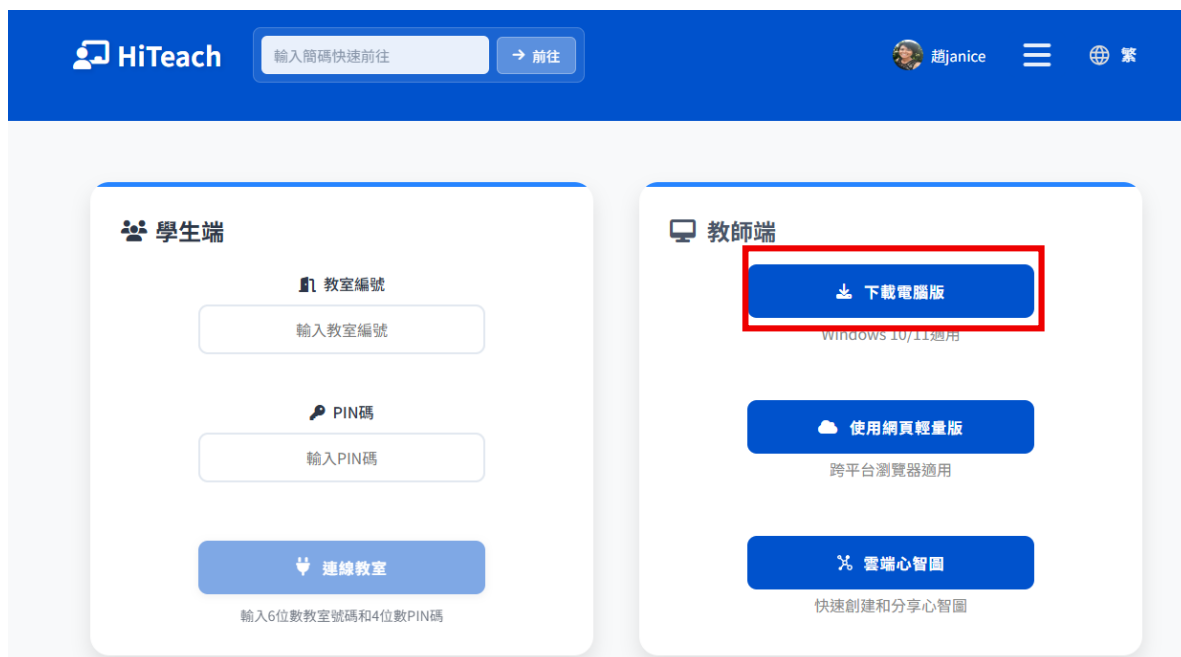 HiTeach
輸入簡碼快速前往
前往
趙janice
繁
學生端
教室編號
輸入教室編號
PIN碼
輸入PIN碼
連線教室
輸入6位數教室號碼和4位數PIN碼
教師端
下載電腦版
Windows 10/11適用
使用網頁輕量版
跨平台瀏覽器適用
雲端心智圖
快速創建和分享心智圖